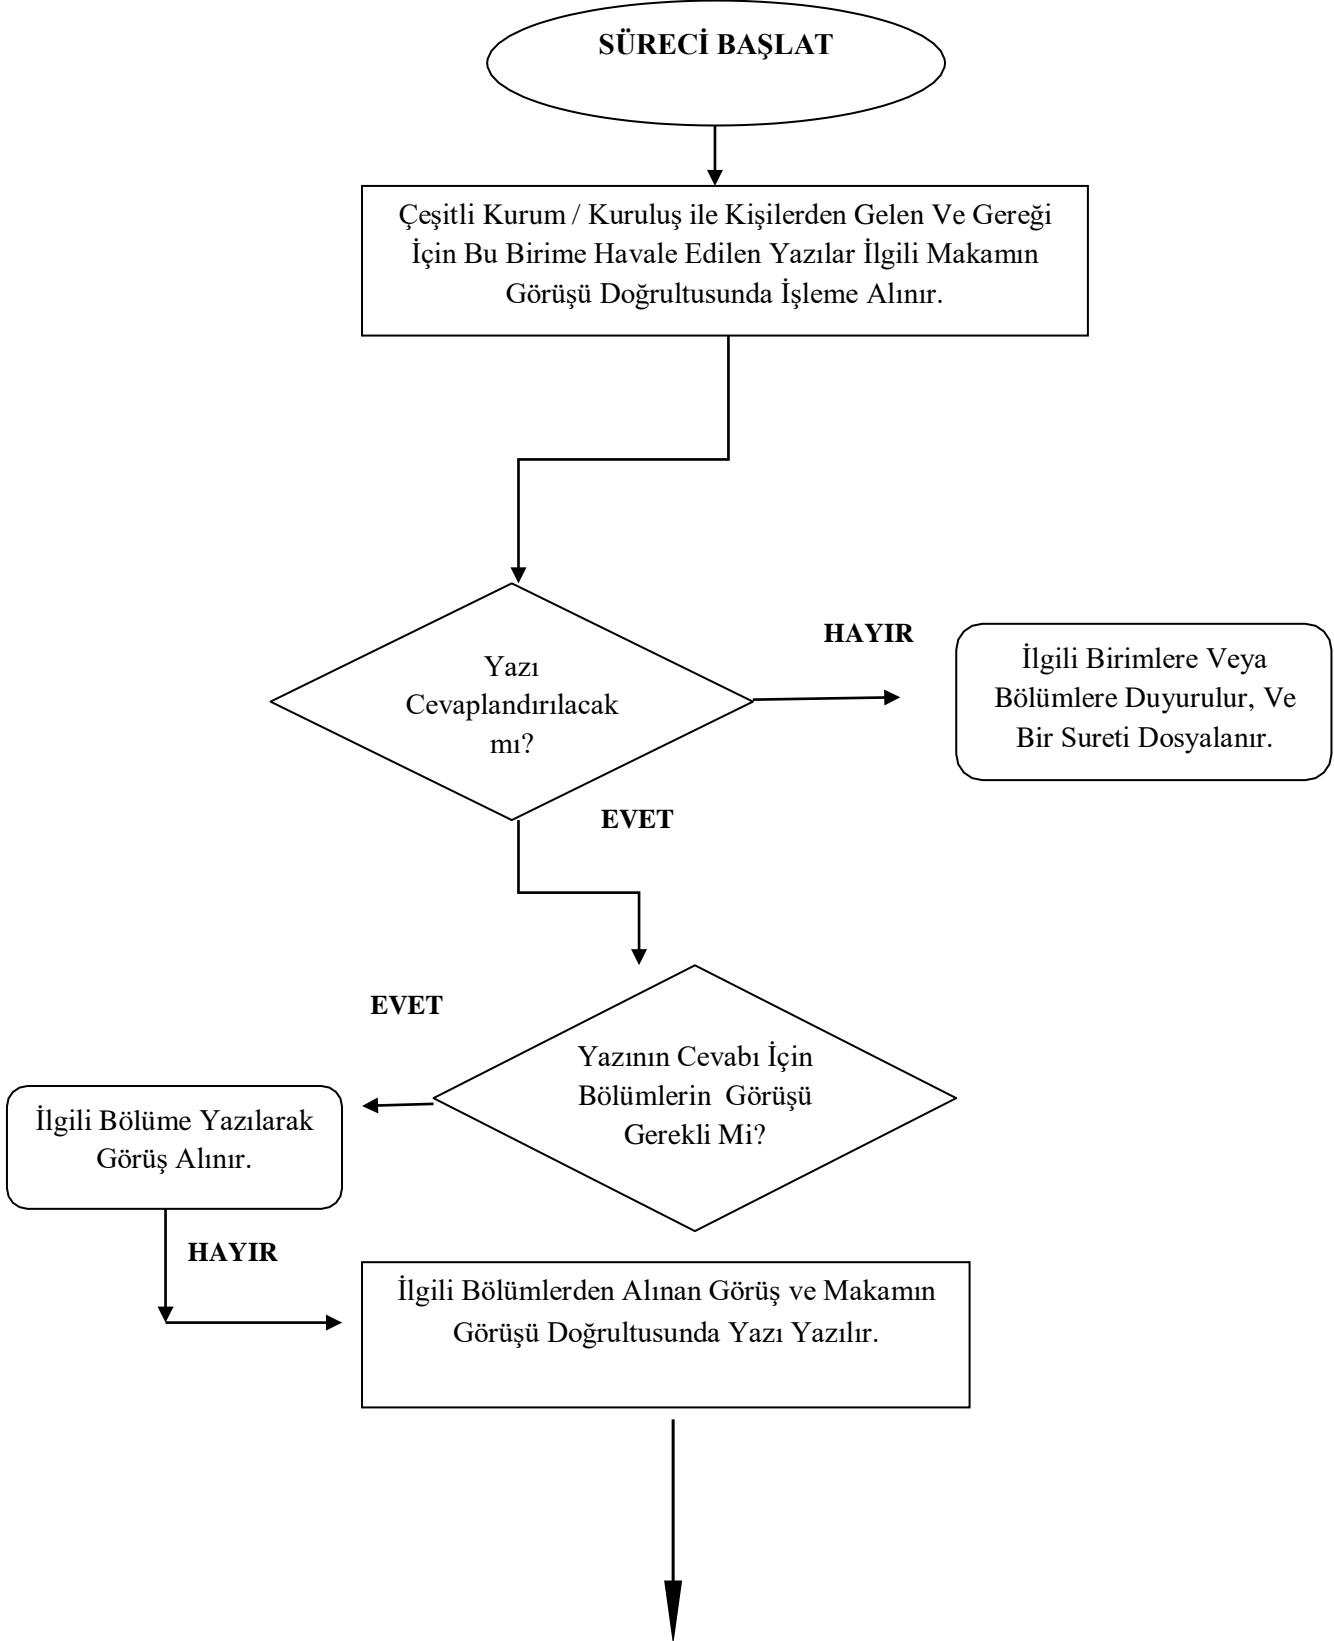 SÜRECİ BAŞLAT
Çeşitli Kurum / Kuruluş ile Kişilerden Gelen Ve Gereği
İçin Bu Birime Havale Edilen Yazılar İlgili Makamın
Görüşü Doğrultusunda İşleme Alınır.
Yazı
Cevaplandırılacak
mı?
HAYIR
İlgili Birimlere Veya
Bölümlere Duyurulur, Ve
Bir Sureti Dosyalanır.
EVET
EVET
Yazının Cevabı İçin
Bölümlerin Görüşü
Gerekli Mi?
İlgili Bölüme Yazılarak
Görüş Alınır.
HAYIR
İlgili Bölümlerden Alınan Görüş ve Makamın
Görüşü Doğrultusunda Yazı Yazılır.